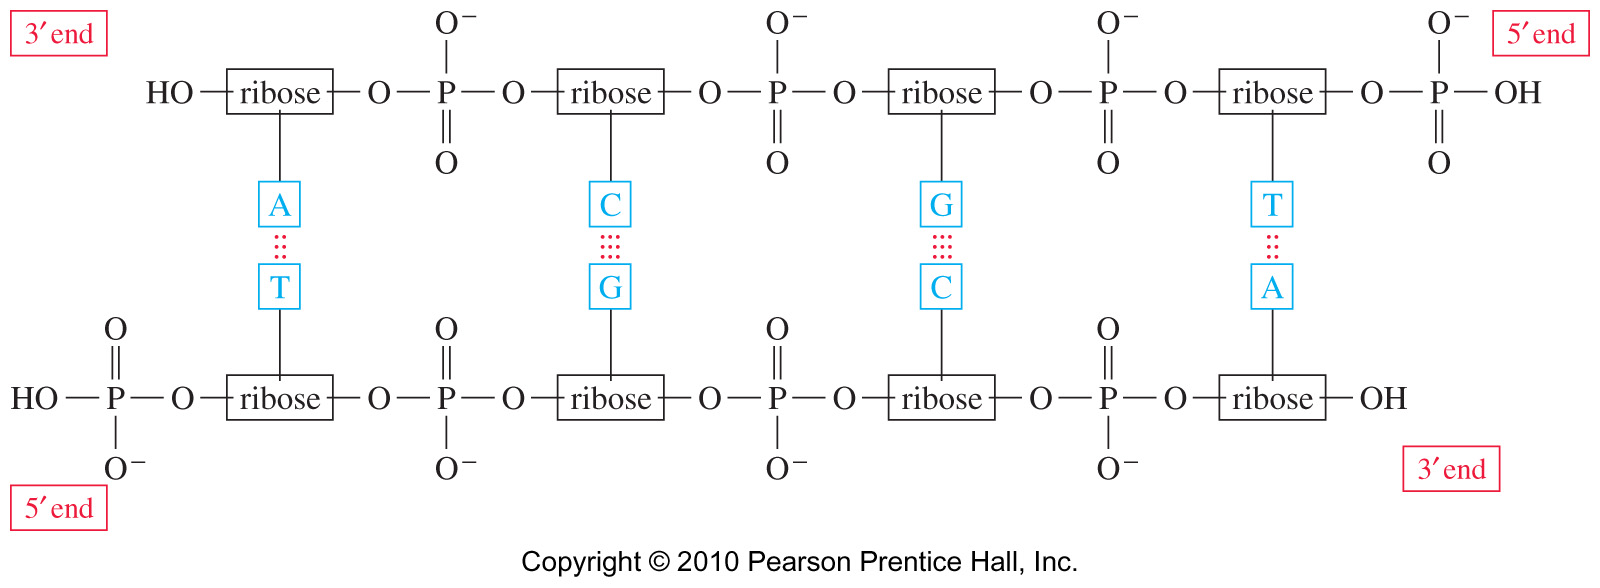 3′ end O− O− O− O− 5′ end
HO ribose O P O ribose O P O ribose O P O ribose O P OH
O O O O
A C G T
T G C A
O O O O
HO P O ribose O P O ribose O P O ribose O P O ribose OH
O− O− O− O− 3′ end
5′ end
Copyright © 2010 Pearson Prentice Hall, Inc.